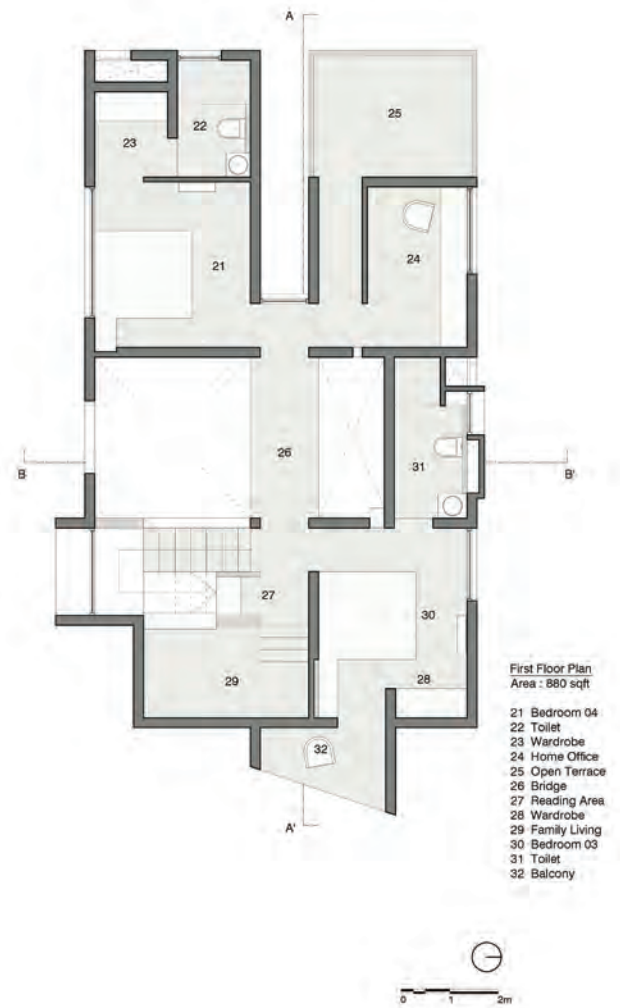 A
25
22
23
24
21
26
31
B
B'
27
30
29
28
32
A'
First Floor Plan
Area : 880 sqft
21 Bedroom 04
22 Toilet
23 Wardrobe
24 Home Office
25 Open Terrace
26 Bridge
27 Reading Area
28 Wardrobe
29 Family Living
30 Bedroom 03
31 Toilet
32 Balcony
0 1 2m